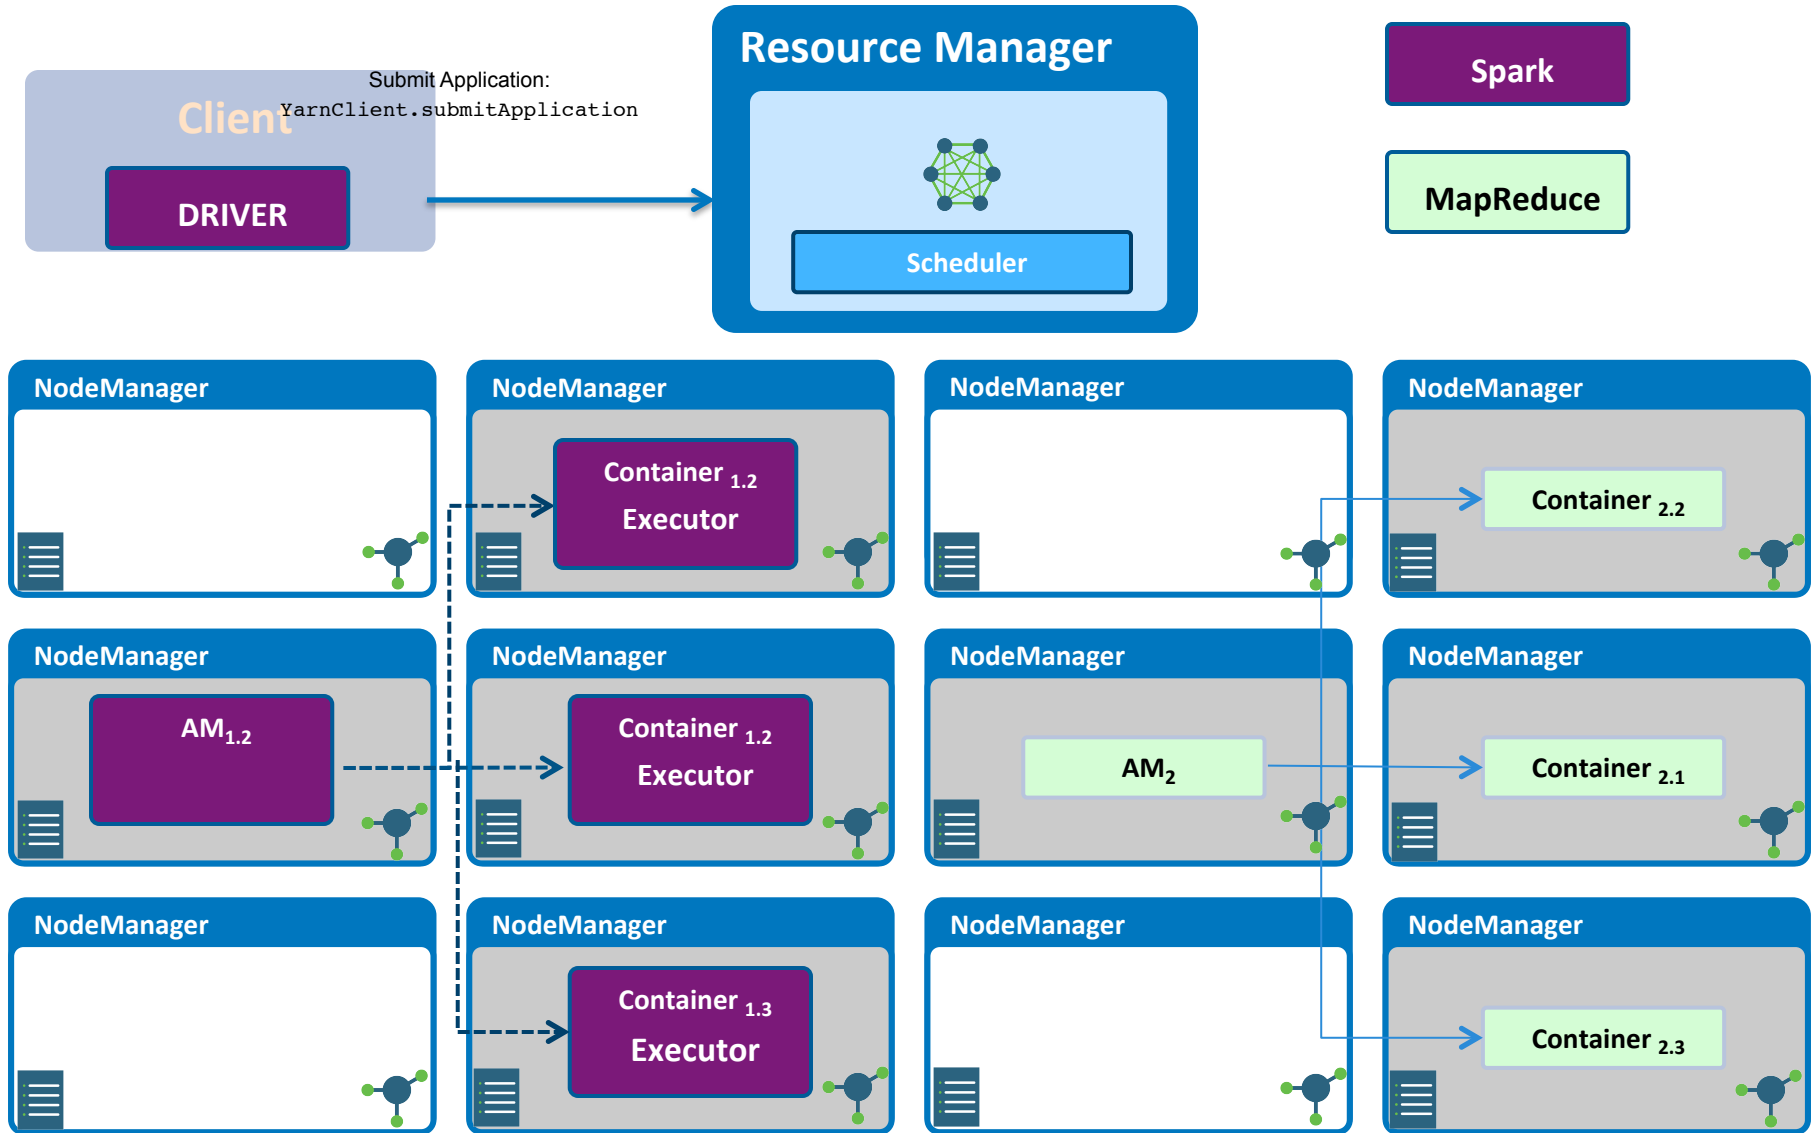 Submit Application:
Client
YarnClient.submitApplication
DRIVER
Resource Manager
Scheduler
Spark
MapReduce
NodeManager
NodeManager
Container 1.2
Executor
NodeManager
NodeManager
Container 2.2
NodeManager
AM1.2
NodeManager
Container 1.2
Executor
NodeManager
AM2
NodeManager
Container 2.1
NodeManager
NodeManager
Container 1.3
Executor
NodeManager
NodeManager
Container 2.3